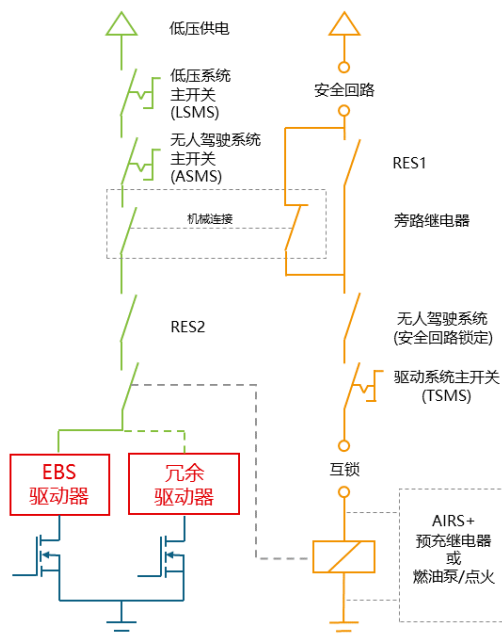 低压供电
低压系统
主开关
(LSMS)
安全回路
无人驾驶系统
主开关
(ASMS)
RES1
机械连接
旁路继电器
RES2
无人驾驶系统
(安全回路锁定)
驱动系统主开关
(TSMS)
EBS
驱动器
冗余
驱动器
互锁
AIRS+
预充继电器
或
燃油泵/点火